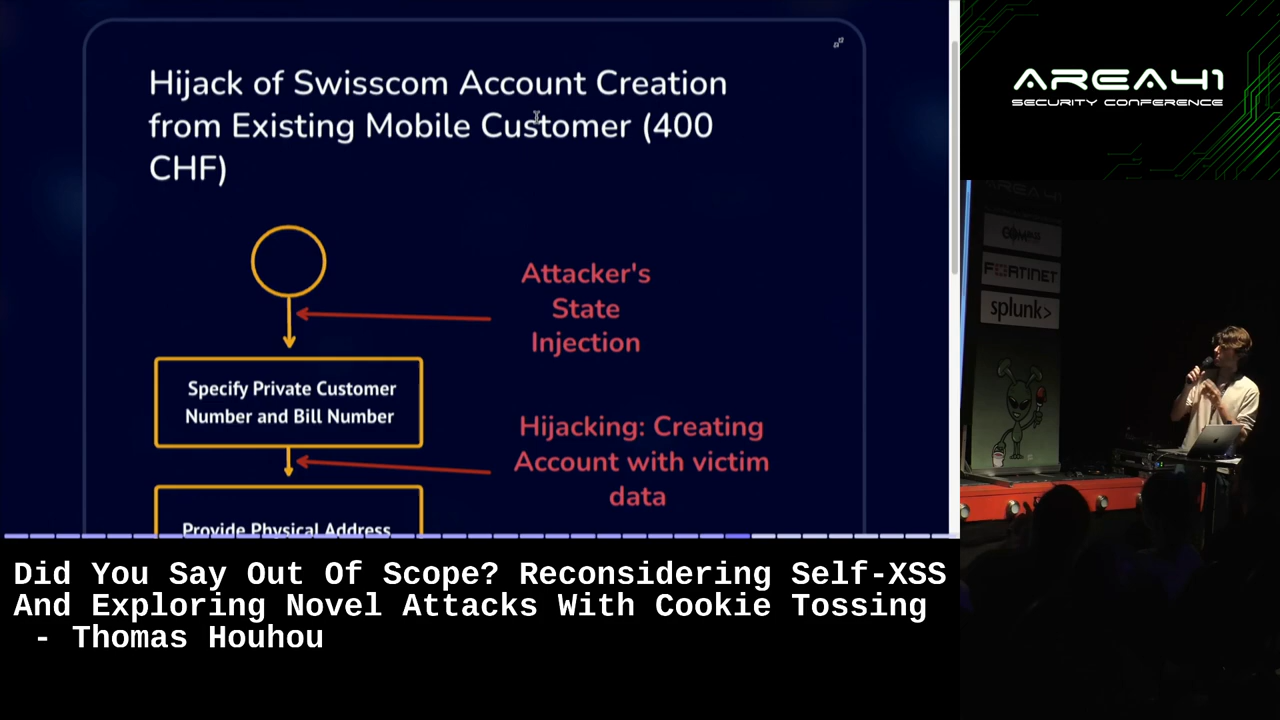 Hijack of Swisscom Account Creation
from Existing Mobile Customer (400
CHF)
Attacker's
State
Injection
Specify Private Customer
Number and Bill Number
Hijacking: Creating
Account with victim
data
Provide Physical Address
AREA41
SECURITY CONFERENCE
AREA41
FORTINET
splunk>
Did You Say Out Of Scope? Reconsidering Self-XSS
And Exploring Novel Attacks With Cookie Tossing
- Thomas Houhou